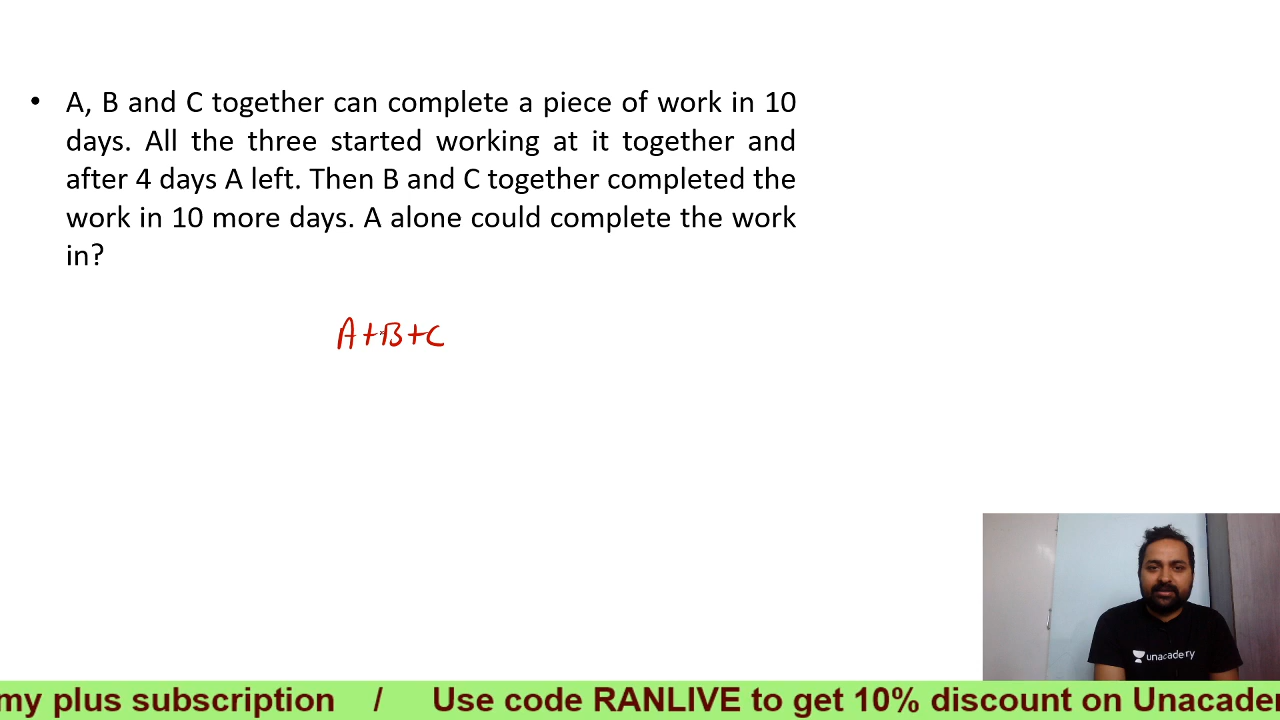 • A, B and C together can complete a piece of work in 10
days. All the three started working at it together and
after 4 days A left. Then B and C together completed the
work in 10 more days. A alone could complete the work
in?
A+B+C
unacademy
my plus subscription / Use code RANLIVE to get 10% discount on Unacadem